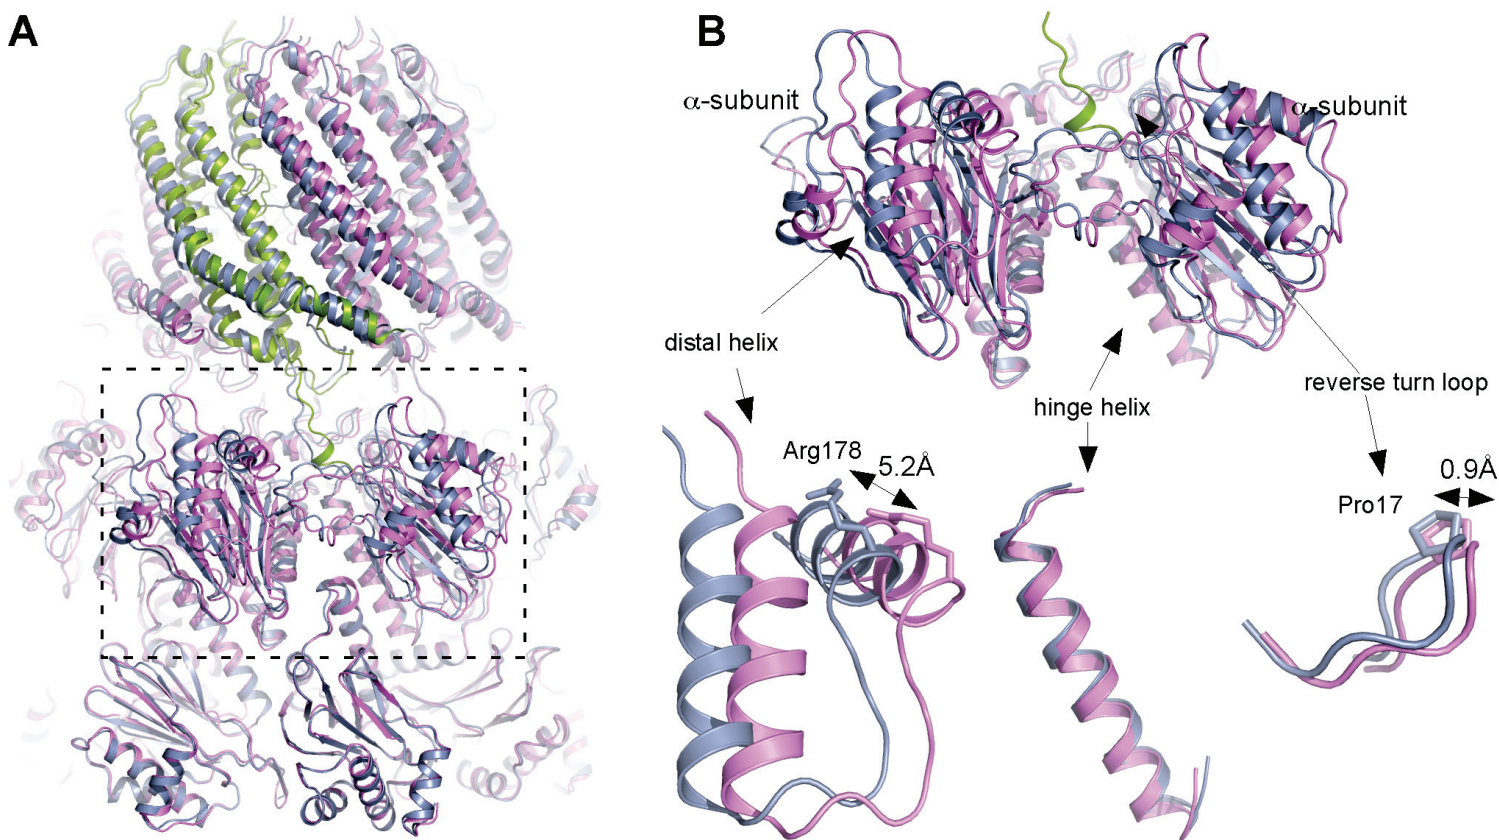 A
B
α-subunit
α-subunit
distal helix
hinge helix
reverse turn loop
Arg178
5.2Å
Pro17
0.9Å